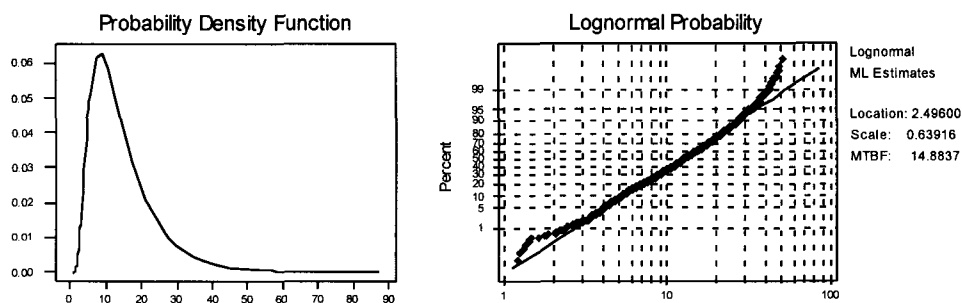 Probability Density Function
0.06
0.05
0.04
0.03
0.02
0.01
0.00
0 10 20 30 40 50 60 70 80 90
Lognormal Probability
Percent
99
95
90
80
70
60
50
40
30
20
10
5
1
1 10 100
Lognormal
ML Estimates
Location: 2.49600
Scale: 0.63916
MTBF: 14.8837